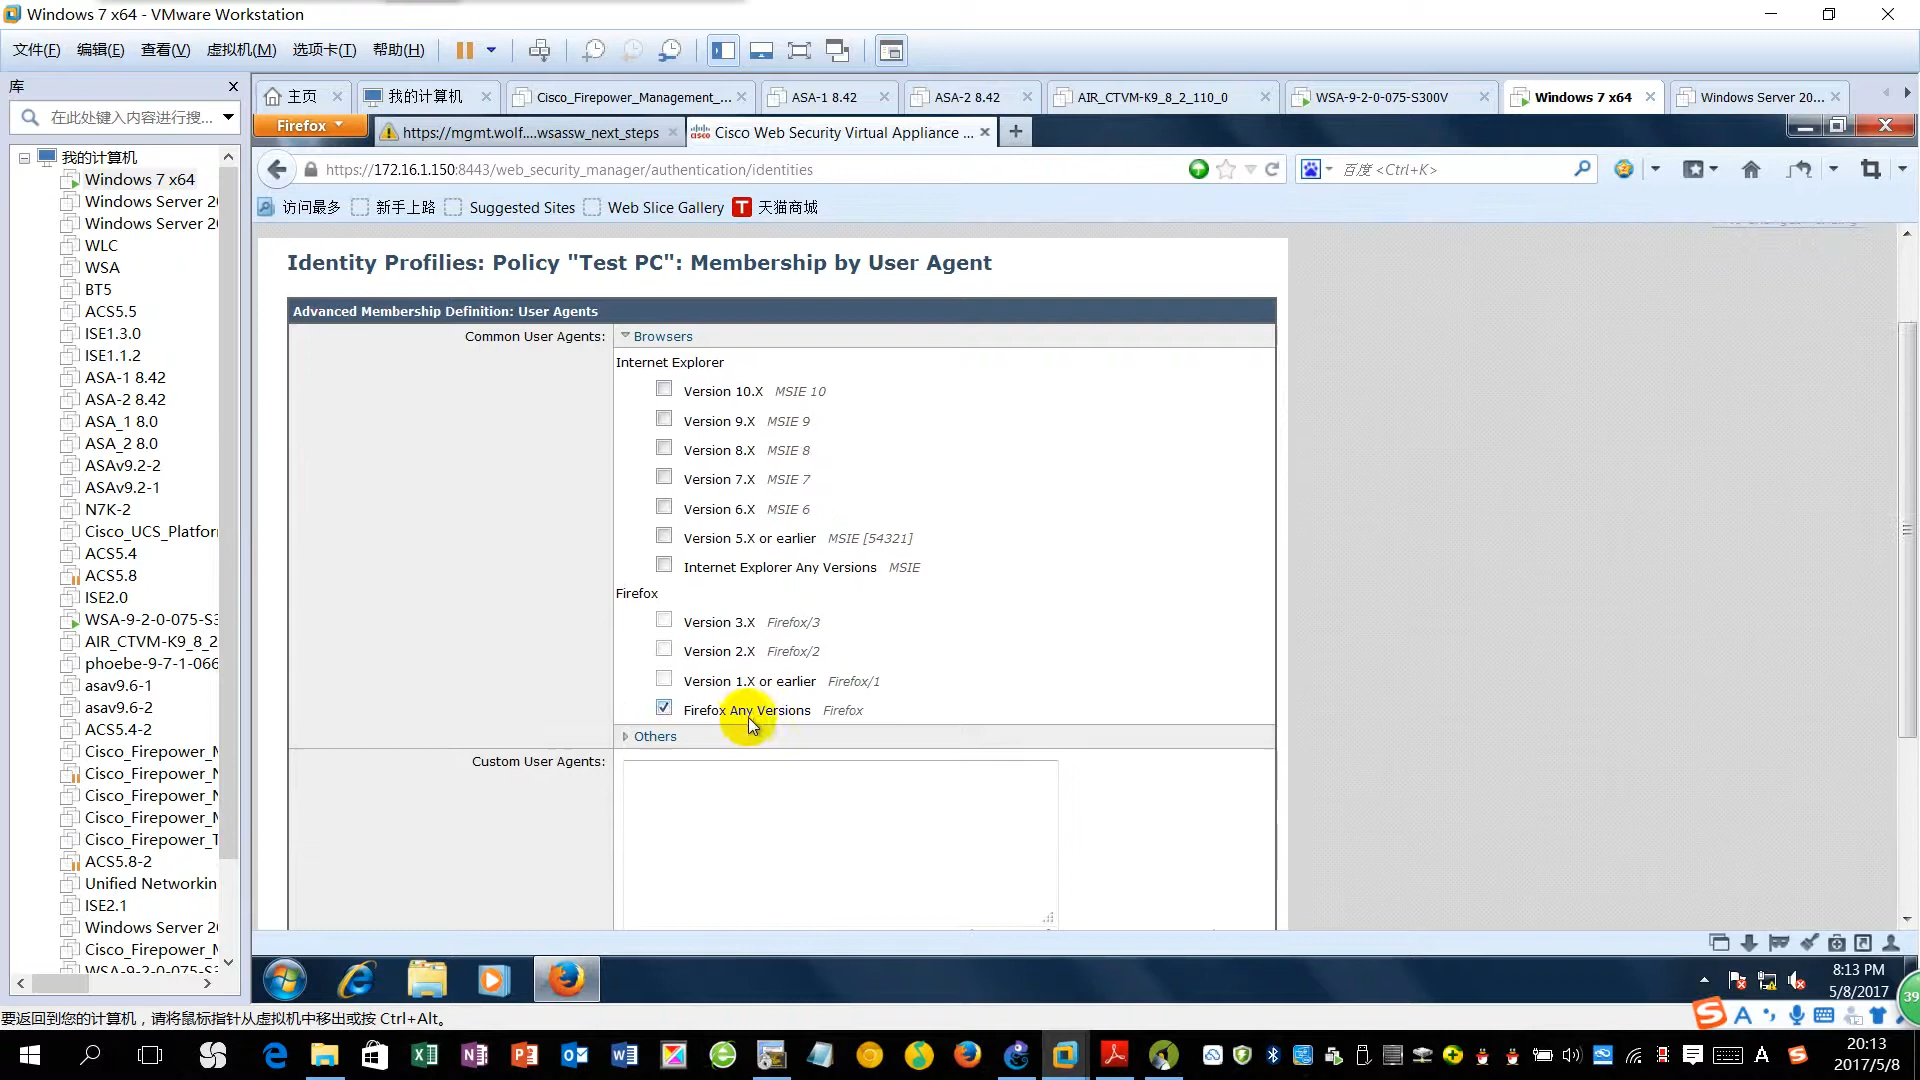 Windows 7 x64 - VMware Workstation
文件(F) 编辑(E) 查看(V) 虚拟机(M) 选项卡(T) 帮助(H)
库
在此处键入内容进行搜...
主页
我的计算机
Cisco_Firepower_Management_...
ASA-1 8.42
ASA-2 8.42
AIR_CTVM-K9_8_2_110_0
WSA-9-2-0-075-S300V
Windows 7 x64
Windows Server 20...
Firefox
https://mgmt.wolf....wsassw_next_steps
Cisco Web Security Virtual Appliance ...
https://172.16.1.150:8443/web_security_manager/authentication/identities
百度 <Ctrl+K>
访问最多
新手上路
Suggested Sites
Web Slice Gallery
天猫商城
我的计算机
Windows 7 x64
Windows Server 20
Windows Server 20
WLC
WSA
BT5
ACS5.5
ISE1.3.0
ISE1.1.2
ASA-1 8.42
ASA-2 8.42
ASA_1 8.0
ASA_2 8.0
ASAv9.2-2
ASAv9.2-1
N7K-2
Cisco_UCS_Platfor
ACS5.4
ACS5.8
ISE2.0
WSA-9-2-0-075-S3
AIR_CTVM-K9_8_2
phoebe-9-7-1-066
asav9.6-1
asav9.6-2
ACS5.4-2
Cisco_Firepower_M
Cisco_Firepower_N
Cisco_Firepower_N
Cisco_Firepower_M
Cisco_Firepower_T
ACS5.8-2
Unified Networkin
ISE2.1
Windows Server 20
Cisco_Firepower_M
WSA-9-2-0-075-S3
Identity Profilies: Policy "Test PC": Membership by User Agent
Advanced Membership Definition: User Agents
Common User Agents:
Browsers
Internet Explorer
Version 10.X MSIE 10
Version 9.X MSIE 9
Version 8.X MSIE 8
Version 7.X MSIE 7
Version 6.X MSIE 6
Version 5.X or earlier MSIE [54321]
Internet Explorer Any Versions MSIE
Firefox
Version 3.X Firefox/3
Version 2.X Firefox/2
Version 1.X or earlier Firefox/1
Firefox Any Versions Firefox
Others
Custom User Agents:
8:13 PM
5/8/2017
39
要返回到您的计算机，请将鼠标指针从虚拟机中移出或按 Ctrl+Alt。
20:13
2017/5/8